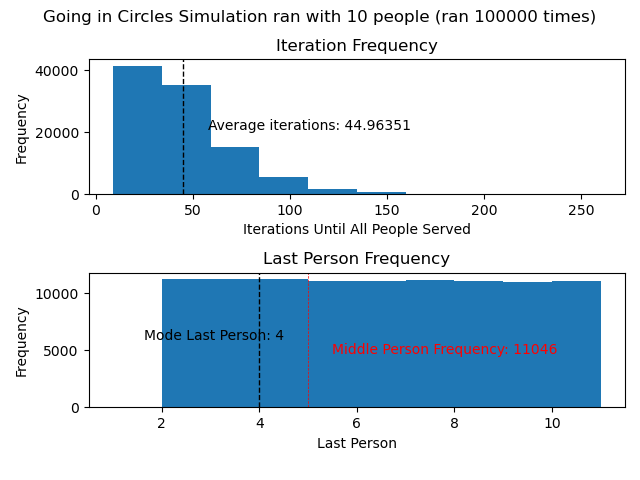 Going in Circles Simulation ran with 10 people (ran 100000 times)
Iteration Frequency
Frequency
40000
20000
0
Average iterations: 44.96351
0 50 100 150 200 250
Iterations Until All People Served
Last Person Frequency
Frequency
10000
5000
0
Mode Last Person: 4
Middle Person Frequency: 11046
2 4 6 8 10
Last Person